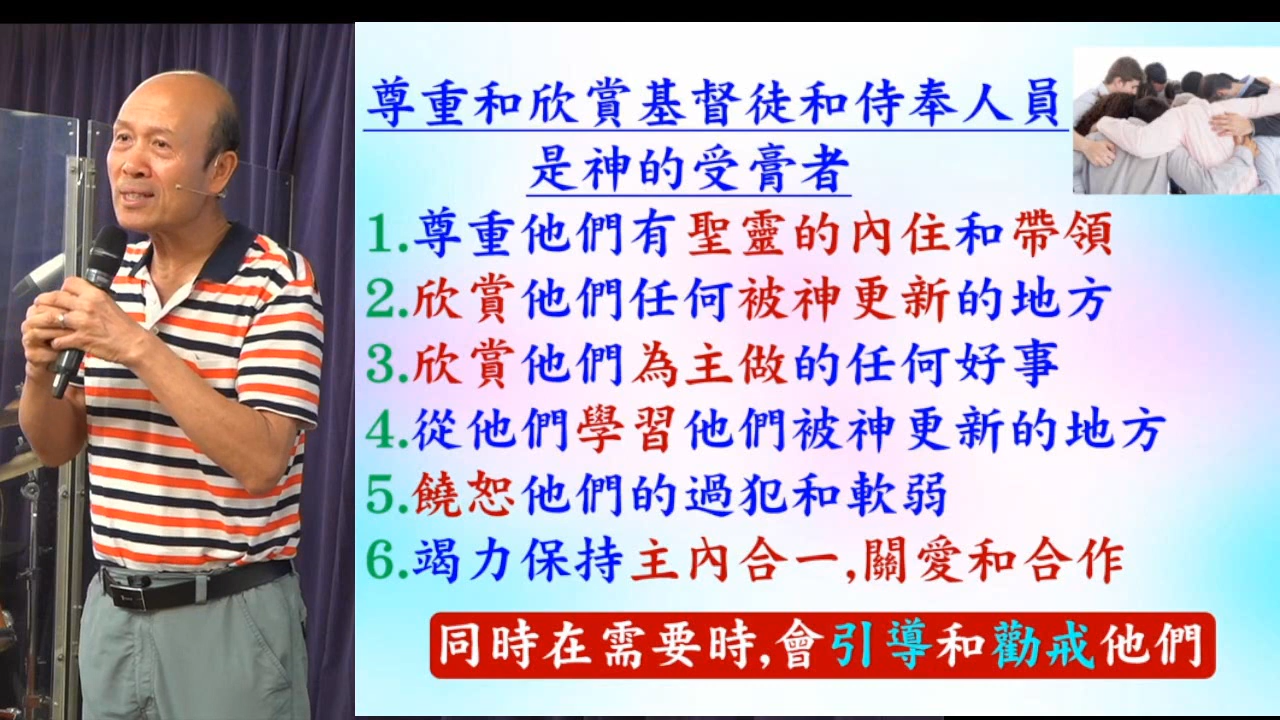 尊重和欣賞基督徒和侍奉人員
是神的受膏者
1.尊重他們有聖靈的內住和帶領
2.欣賞他們任何被神更新的地方
3.欣賞他們為主做的任何好事
4.從他們學習他們被神更新的地方
5.饒恕他們的過犯和軟弱
6.竭力保持主內合一,關愛和合作
同時在需要時,會引導和勸戒他們